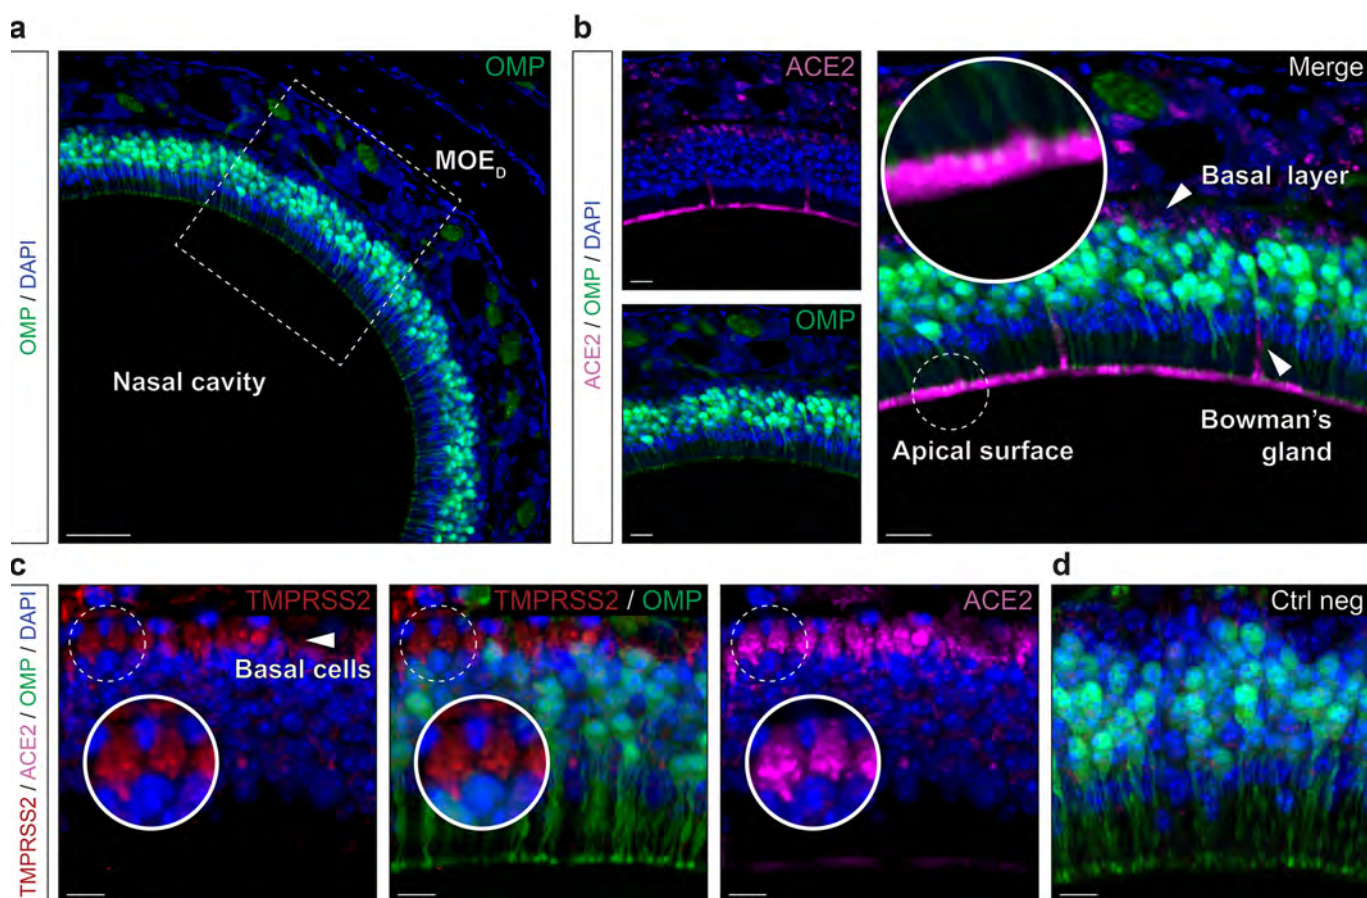 a
OMP / DAPI
OMP
MOE_D
Nasal cavity
b
ACE2 / OMP / DAPI
ACE2
OMP
Merge
Basal layer
Bowman's
gland
Apical surface
c
TMPRSS2 / ACE2 / OMP / DAPI
TMPRSS2
Basal cells
TMPRSS2 / OMP
ACE2
d
Ctrl neg